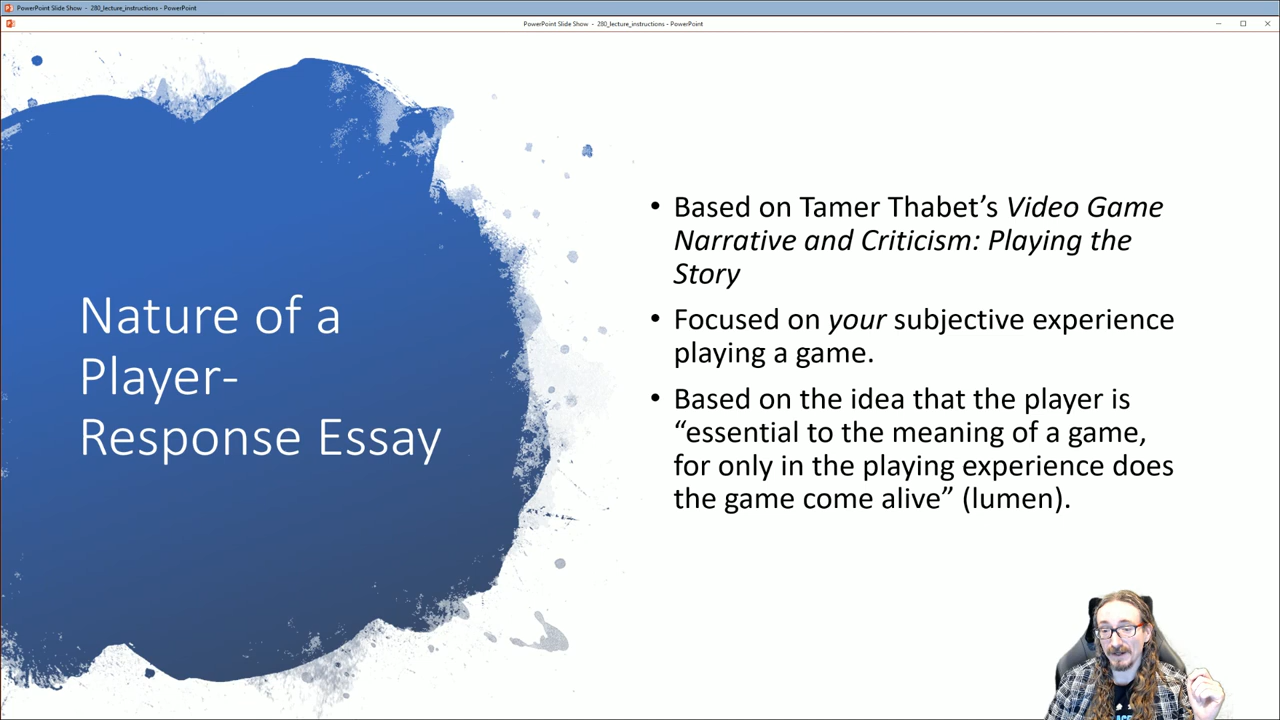 PowerPoint Slide Show - 280_lecture_instructions - PowerPoint
PowerPoint Slide Show - 280_lecture_instructions - PowerPoint
Nature of a
Player-
Response Essay
• Based on Tamer Thabet’s Video Game
Narrative and Criticism: Playing the
Story
• Focused on your subjective experience
playing a game.
• Based on the idea that the player is
“essential to the meaning of a game,
for only in the playing experience does
the game come alive” (lumen).